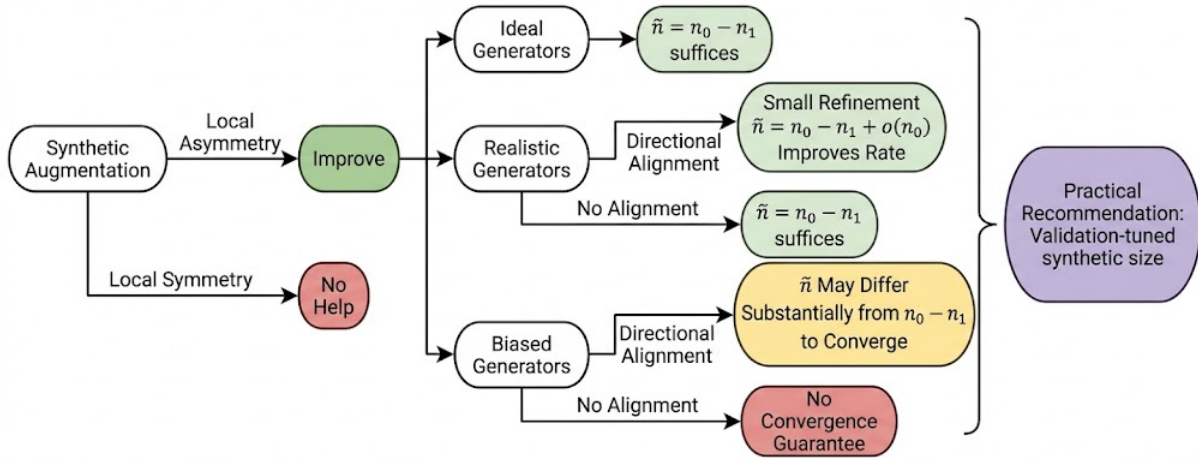 Synthetic
Augmentation
Local
Asymmetry
Improve
Local Symmetry
No
Help
Ideal
Generators
ñ = n₀ − n₁
suffices
Realistic
Generators
Directional
Alignment
Small Refinement
ñ = n₀ − n₁ + o(n₀)
Improves Rate
No Alignment
ñ = n₀ − n₁
suffices
Biased
Generators
Directional
Alignment
ñ May Differ
Substantially from n₀ − n₁
to Converge
No Alignment
No
Convergence
Guarantee
Practical
Recommendation:
Validation-tuned
synthetic size